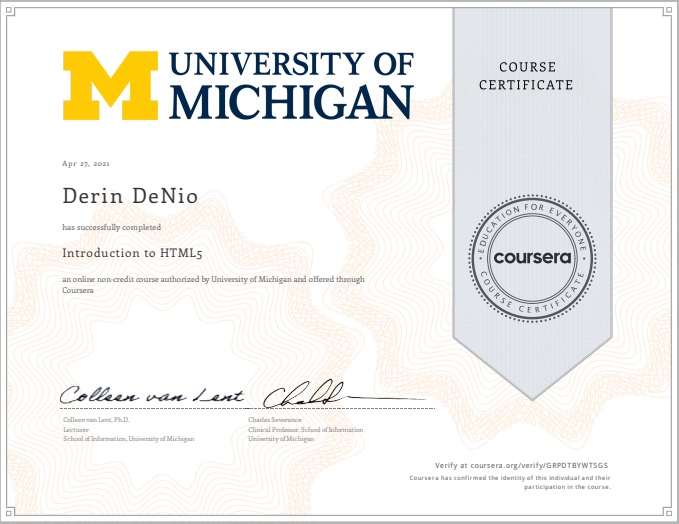 UNIVERSITY OF
MICHIGAN
COURSE
CERTIFICATE
Apr 27, 2021
Derin DeNio
has successfully completed
Introduction to HTML5
an online non-credit course authorized by University of Michigan and offered through
Coursera
EDUCATION FOR EVERYONE
coursera
COURSE CERTIFICATE
Colleen van Lent
Colleen van Lent, Ph.D.
Lecturer
School of Information, University of Michigan
Charles Severance
Clinical Professor, School of Information
University of Michigan
Verify at coursera.org/verify/GRPDTBYWTSGS
Coursera has confirmed the identity of this individual and their
participation in the course.